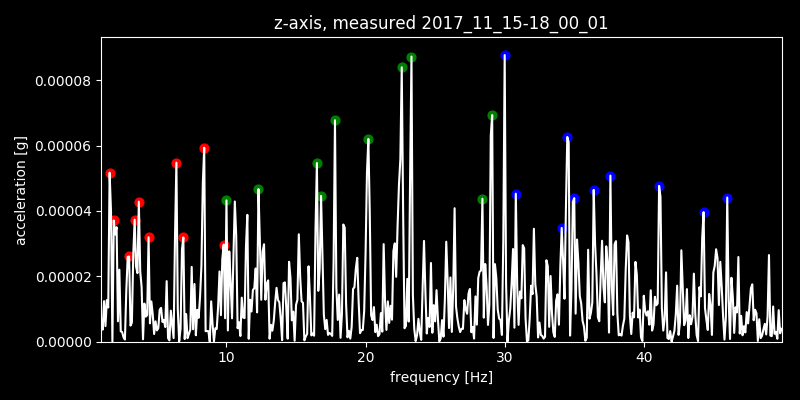 z-axis, measured 2017_11_15-18_00_01
0.00008
0.00006
0.00004
0.00002
0.00000
acceleration [g]
10 20 30 40
frequency [Hz]